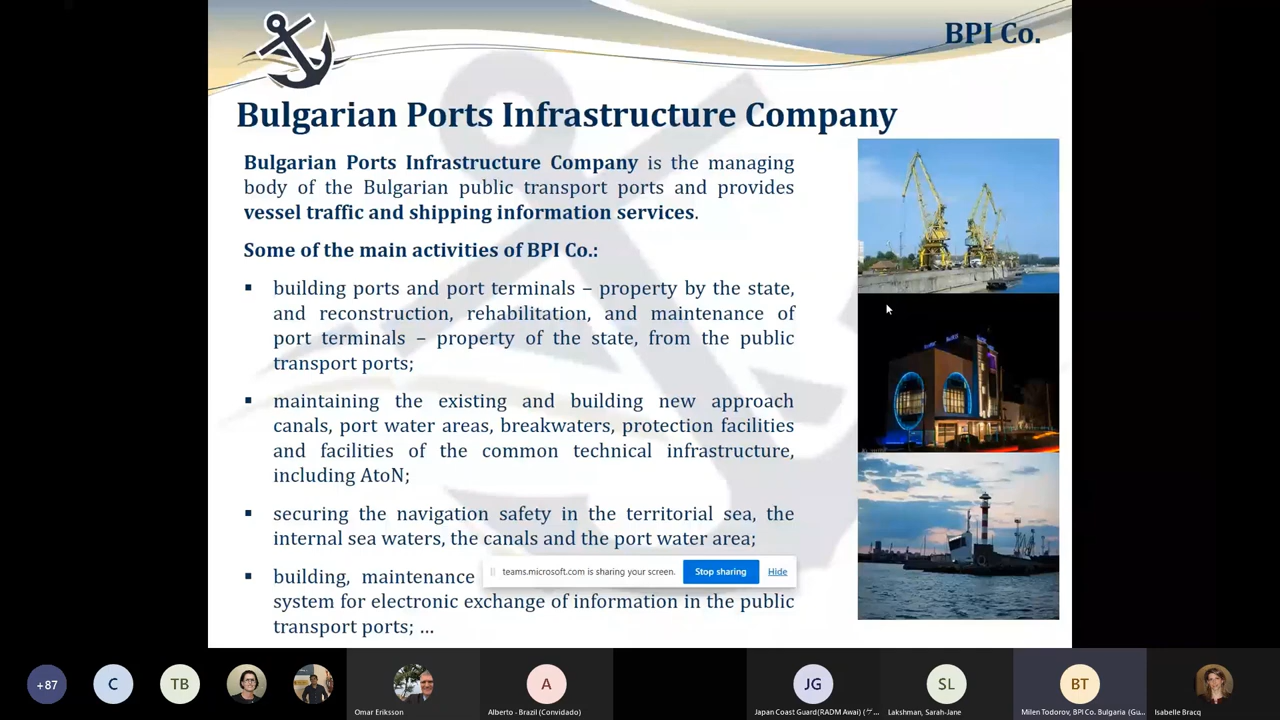 BPI Co.
Bulgarian Ports Infrastructure Company
Bulgarian Ports Infrastructure Company is the managing
body of the Bulgarian public transport ports and provides
vessel traffic and shipping information services.
Some of the main activities of BPI Co.:
▪ building ports and port terminals – property by the state,
and reconstruction, rehabilitation, and maintenance of
port terminals – property of the state, from the public
transport ports;
▪ maintaining the existing and building new approach
canals, port water areas, breakwaters, protection facilities
and facilities of the common technical infrastructure,
including AtoN;
▪ securing the navigation safety in the territorial sea, the
internal sea waters, the canals and the port water area;
▪ building, maintenance
teams.microsoft.com is sharing your screen. Stop sharing Hide
system for electronic exchange of information in the public
transport ports; ...
+87 C TB A JG SL BT
Omar Eriksson Alberto - Brazil (Convidado) Japan Coast Guard(RADM Awai) ( Lakshman, Sarah-Jane Milen Todorov, BPI Co. Bulgaria (Gu... Isabelle Bracq